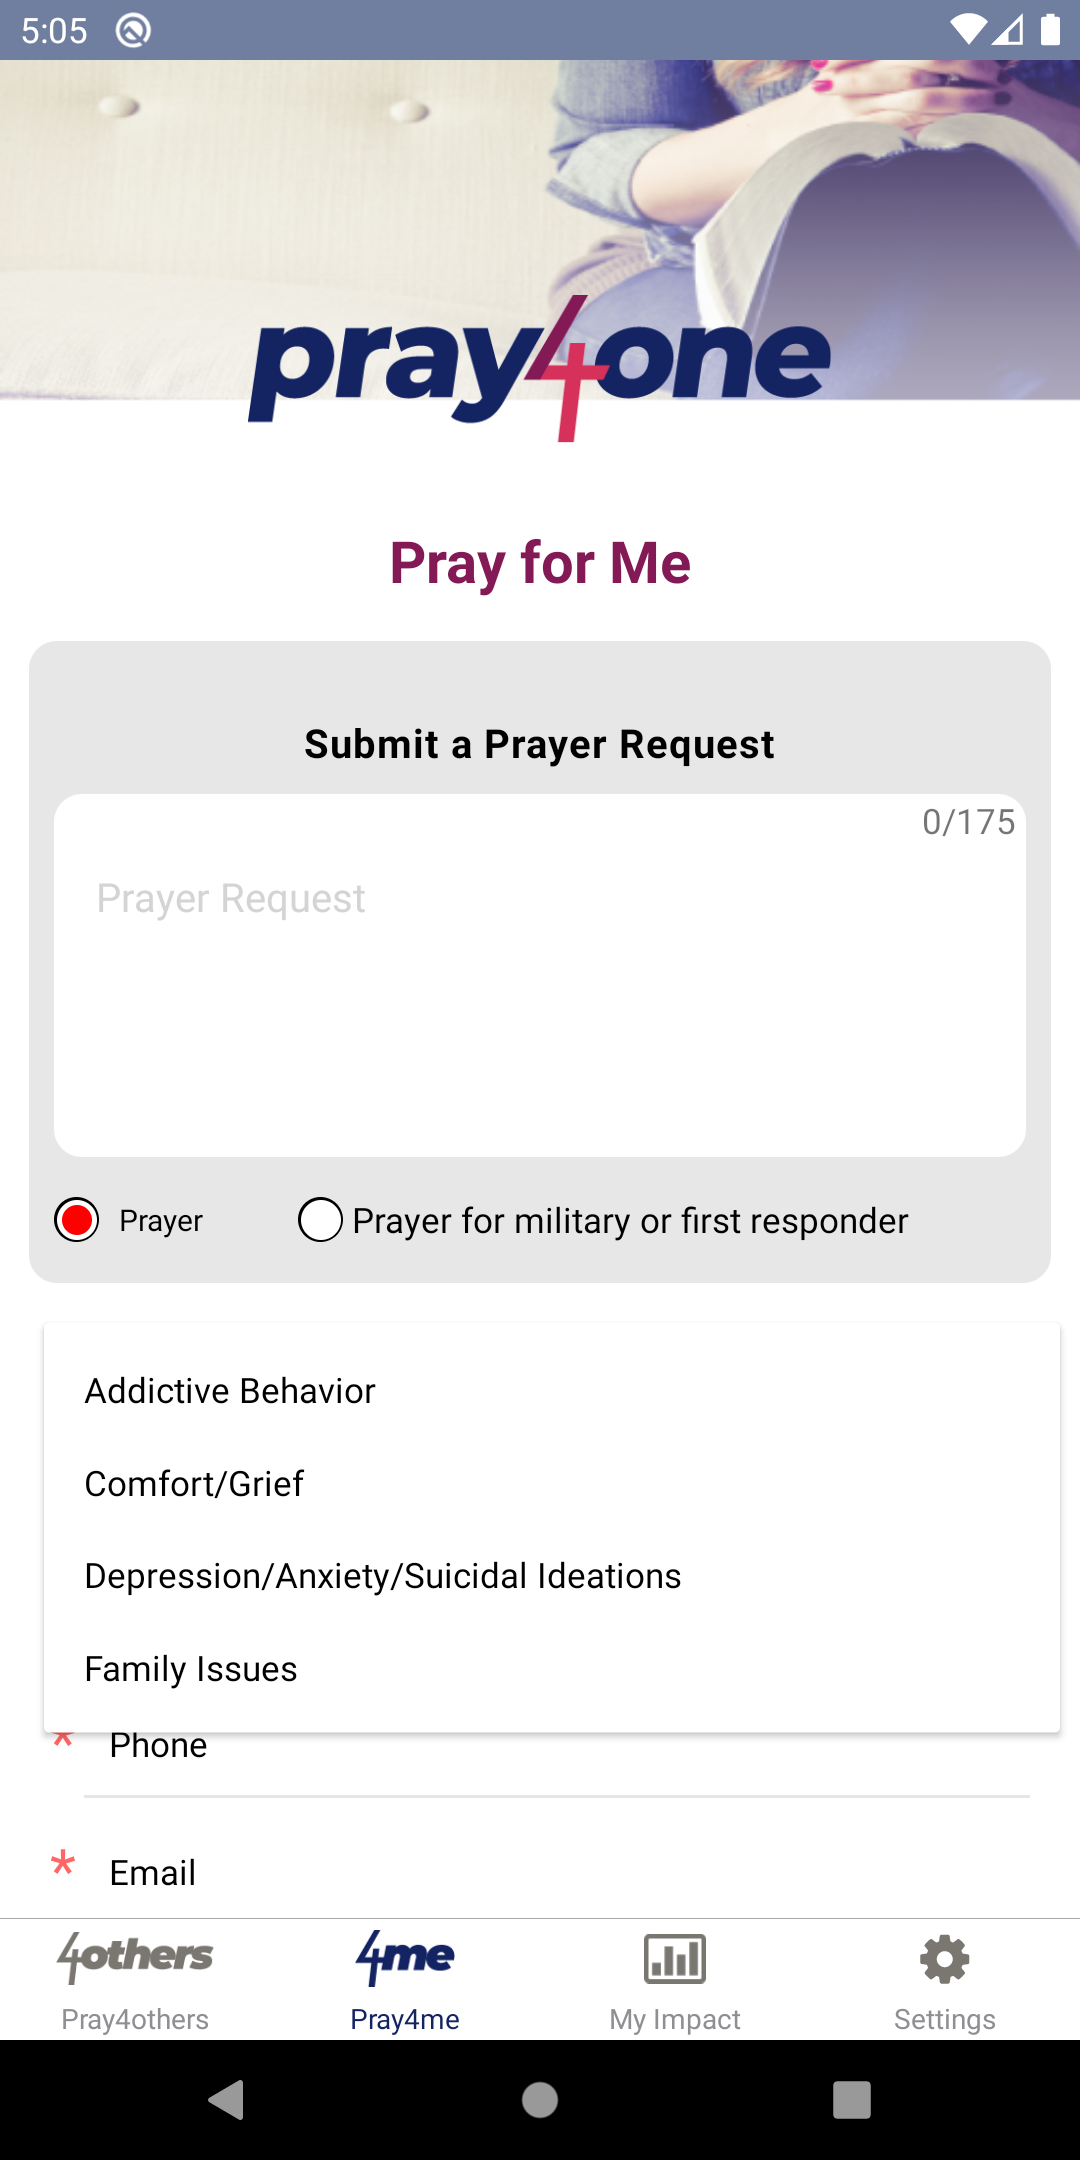 5:05
pray4one
Pray for Me
Submit a Prayer Request
0/175
Prayer Request
Prayer
Prayer for military or first responder
Addictive Behavior
Comfort/Grief
Depression/Anxiety/Suicidal Ideations
Family Issues
* Phone
* Email
4others
4me
Pray4others
Pray4me
My Impact
Settings